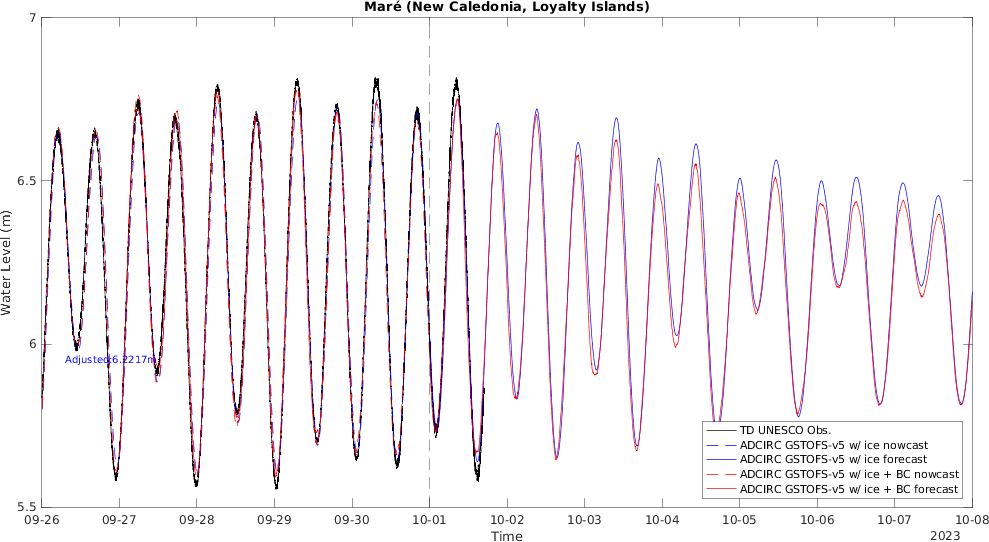 Maré (New Caledonia, Loyalty Islands)
7
6.5
6
5.5
Water Level (m)
Adjusted:6.2217m
TD UNESCO Obs.
ADCIRC GSTOFS-v5 w/ ice nowcast
ADCIRC GSTOFS-v5 w/ ice forecast
ADCIRC GSTOFS-v5 w/ ice + BC nowcast
ADCIRC GSTOFS-v5 w/ ice + BC forecast
09-26 09-27 09-28 09-29 09-30 10-01 10-02 10-03 10-04 10-05 10-06 10-07 10-08
Time
2023